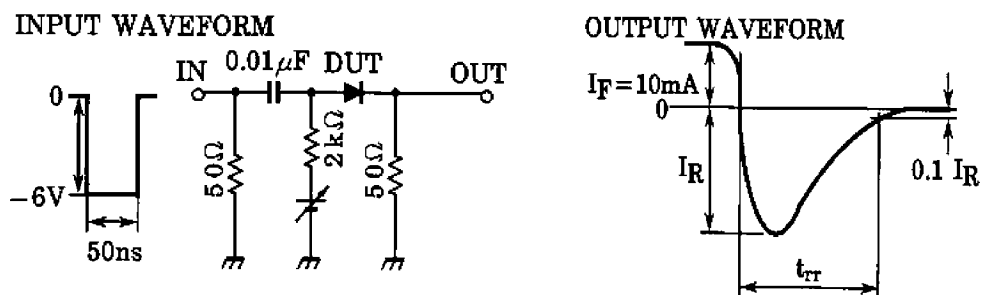 INPUT WAVEFORM
0
−6V
50ns
IN
0.01μF
DUT
OUT
50Ω
2kΩ
50Ω
OUTPUT WAVEFORM
IF=10mA
0
IR
0.1 IR
trr